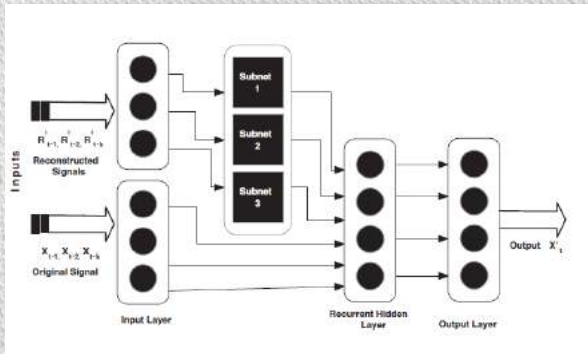 Inputs
R i t-1, R i t-2, R i t-k
Reconstructed
Signals
X t-1, X t-2, X t-k
Original Signal
Input Layer
Subnet
1
Subnet
2
Subnet
3
Recurrent Hidden
Layer
Output Layer
Output X' t